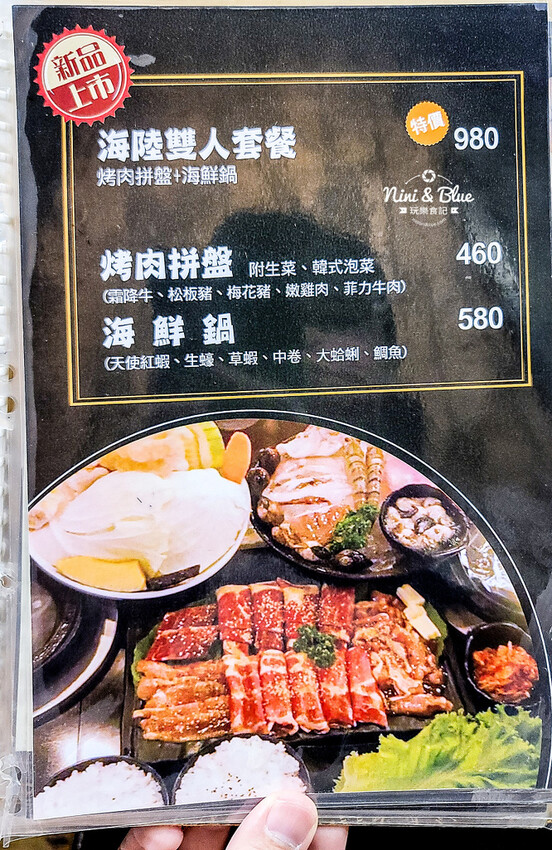 新品
上市
海陸雙人套餐 特價 980
烤肉拼盤+海鮮鍋
Nini & Blue
玩樂食記
烤肉拼盤 附生菜、韓式泡菜 460
(霜降牛、松板豬、梅花豬、嫩雞肉、菲力牛肉)
海鮮鍋 580
(天使紅蝦、生蠔、草蝦、中卷、大蛤蜊、鯛魚)